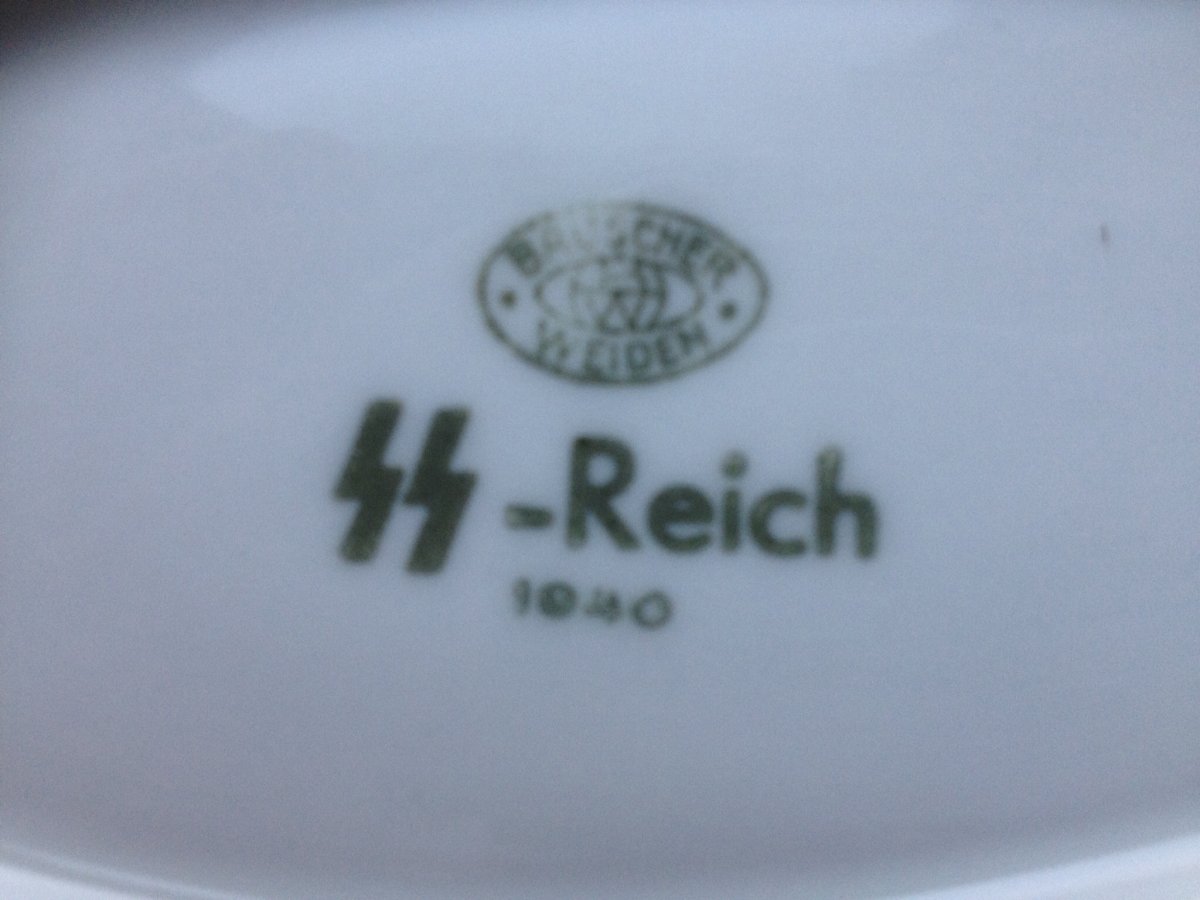 BAUSCHER
WEIDEN
SS-Reich
1940